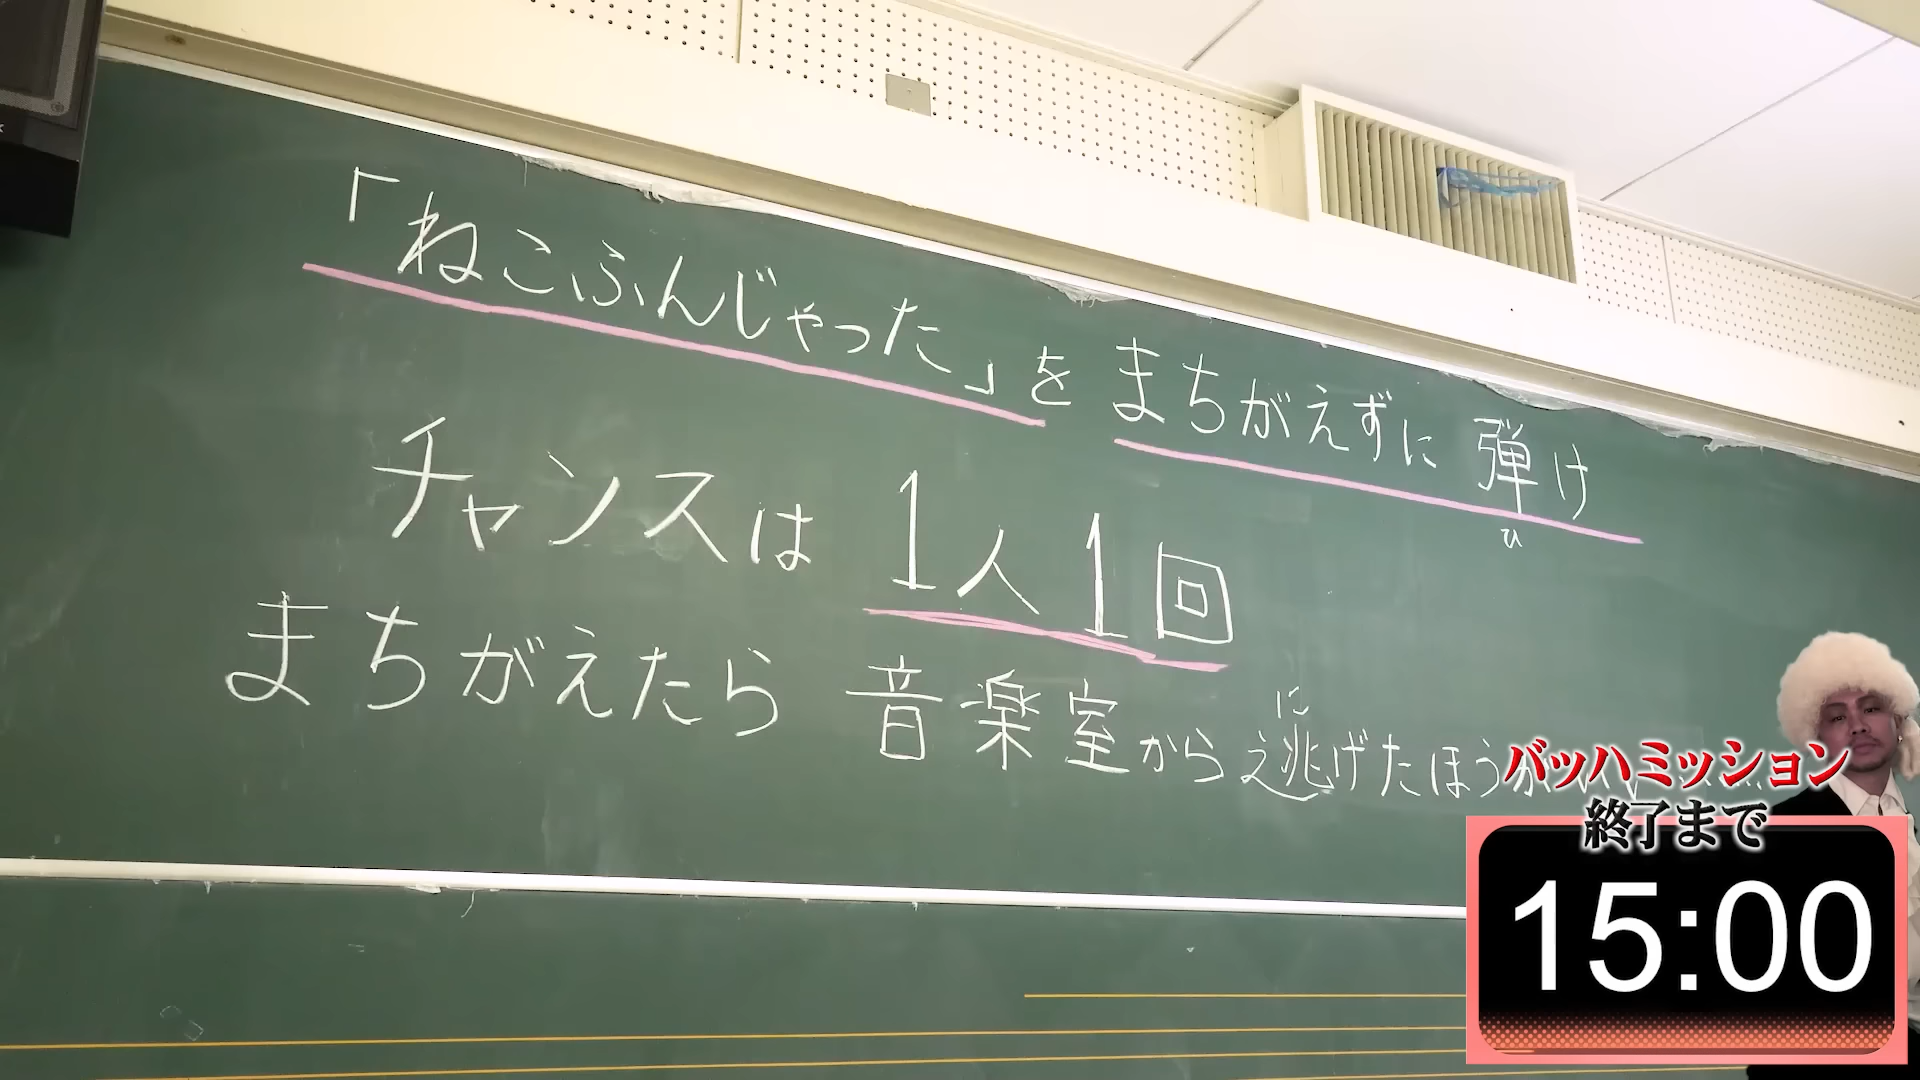 「ねこふんじゃった」をまちがえずに弾け
ひ
チャンスは1人1回
まちがえたら音楽室から逃げたほう
に
バッハミッション
終了まで
15:00